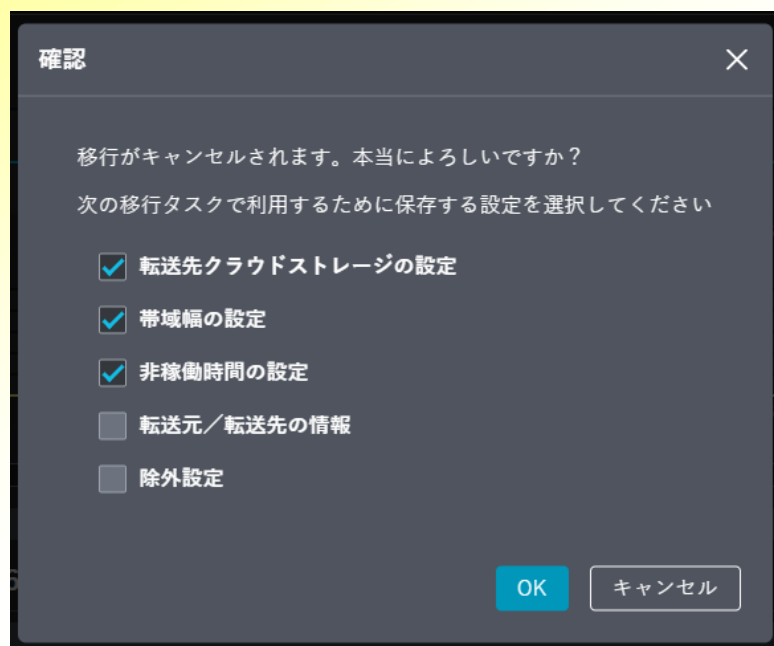 確認
移行がキャンセルされます。本当によろしいですか？
次の移行タスクで利用するために保存する設定を選択してください
転送先クラウドストレージの設定
帯域幅の設定
非稼働時間の設定
転送元／転送先の情報
除外設定
OK キャンセル